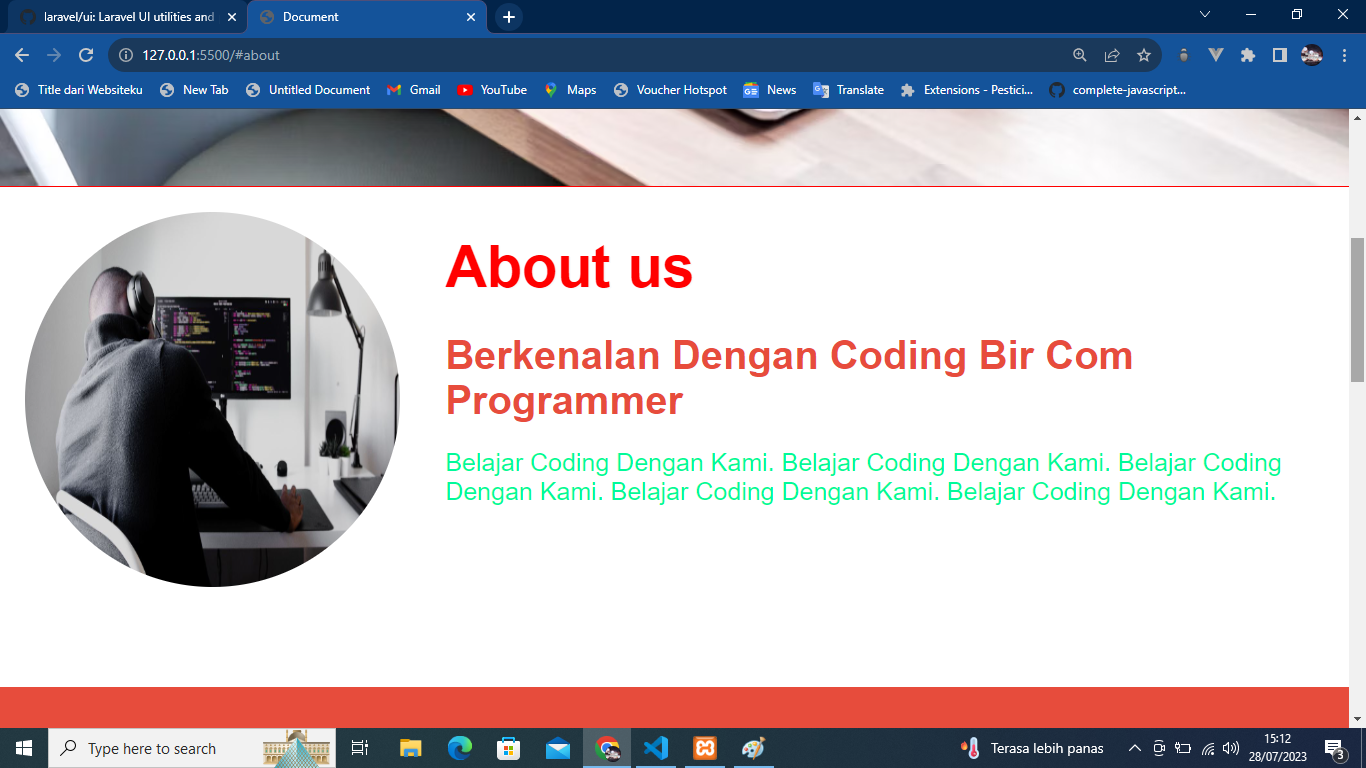 laravel/ui: Laravel UI utilities and
Document
127.0.0.1:5500/#about
Title dari Websiteku
New Tab
Untitled Document
Gmail
YouTube
Maps
Voucher Hotspot
News
Translate
Extensions - Pestici...
complete-javascript...
About us
Berkenalan Dengan Coding Bir Com
Programmer
Belajar Coding Dengan Kami. Belajar Coding Dengan Kami. Belajar Coding
Dengan Kami. Belajar Coding Dengan Kami. Belajar Coding Dengan Kami.
Type here to search
Terasa lebih panas
15:12
28/07/2023
3